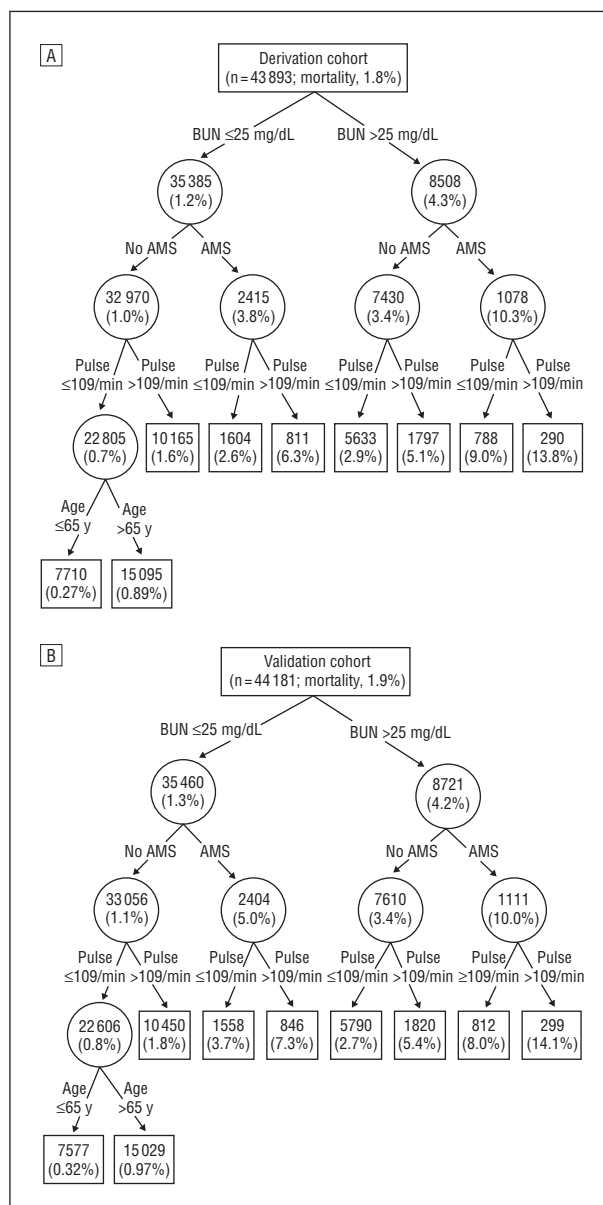 A
Derivation cohort
(n = 43 893; mortality, 1.8%)
BUN ≤25 mg/dL
BUN >25 mg/dL
35 385
(1.2%)
8508
(4.3%)
No AMS
AMS
No AMS
AMS
32 970
(1.0%)
2415
(3.8%)
7430
(3.4%)
1078
(10.3%)
Pulse
≤109/min
Pulse
>109/min
Pulse
≤109/min
Pulse
>109/min
Pulse
≤109/min
Pulse
>109/min
Pulse
≤109/min
Pulse
>109/min
22 805
(0.7%)
10 165
(1.6%)
1604
(2.6%)
811
(6.3%)
5633
(2.9%)
1797
(5.1%)
788
(9.0%)
290
(13.8%)
Age
≤65 y
Age
>65 y
7710
(0.27%)
15 095
(0.89%)
B
Validation cohort
(n = 44 181; mortality, 1.9%)
BUN ≤25 mg/dL
BUN >25 mg/dL
35 460
(1.3%)
8721
(4.2%)
No AMS
AMS
No AMS
AMS
33 056
(1.1%)
2404
(5.0%)
7610
(3.4%)
1111
(10.0%)
Pulse
≤109/min
Pulse
>109/min
Pulse
≤109/min
Pulse
>109/min
Pulse
≤109/min
Pulse
>109/min
Pulse
≥109/min
Pulse
>109/min
22 606
(0.8%)
10 450
(1.8%)
1558
(3.7%)
846
(7.3%)
5790
(2.7%)
1820
(5.4%)
812
(8.0%)
299
(14.1%)
Age
≤65 y
Age
>65 y
7577
(0.32%)
15 029
(0.97%)